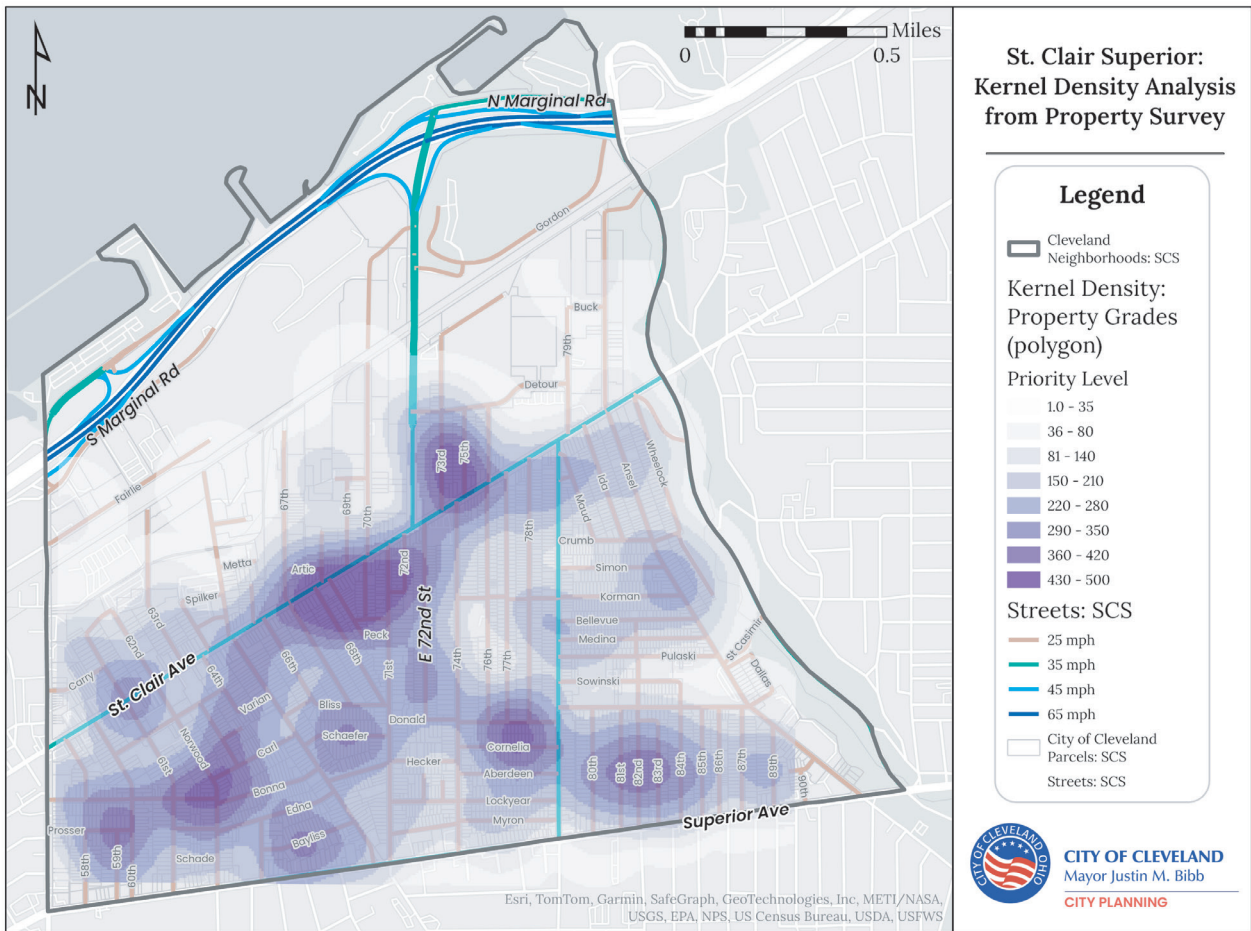 Miles
0
0.5
N
N Marginal Rd
S Marginal Rd
Gordon
Buck
79th
Detour
Fairlie
67th
69th
70th
73rd
75th
78th
Wheelock
Ansel
Ida
Maud
Crumb
Simon
Korman
Bellevue
Medina
Pulaski
Sowinski
St Casimir
Dallas
Metta
Artic
72nd
Spilker
63rd
62nd
Carry
St. Clair Ave
64th
66th
68th
Peck
71st
E 72nd St
74th
76th
77th
Varian
Bliss
Donald
Schaefer
Norwood
61st
Carl
Hecker
Cornelia
Aberdeen
Lockyear
Myron
Bonna
Edna
Bayliss
Prosser
58th
59th
60th
Schade
80th
81st
82nd
83rd
84th
85th
86th
87th
89th
90th
Superior Ave
Esri, TomTom, Garmin, SafeGraph, GeoTechnologies, Inc, METI/NASA,
USGS, EPA, NPS, US Census Bureau, USDA, USFWS
St. Clair Superior:
Kernel Density Analysis
from Property Survey
Legend
Cleveland
Neighborhoods: SCS
Kernel Density:
Property Grades
(polygon)
Priority Level
1.0 - 35
36 - 80
81 - 140
150 - 210
220 - 280
290 - 350
360 - 420
430 - 500
Streets: SCS
25 mph
35 mph
45 mph
65 mph
City of Cleveland
Parcels: SCS
Streets: SCS
CITY OF CLEVELAND, OHIO
CITY OF CLEVELAND
Mayor Justin M. Bibb
CITY PLANNING